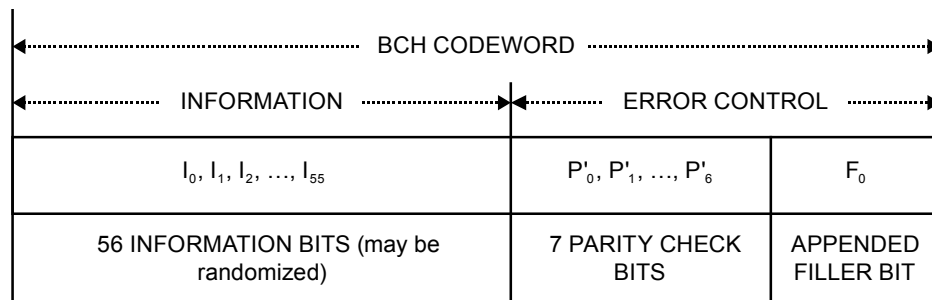 BCH CODEWORD
INFORMATION ERROR CONTROL
I₀, I₁, I₂, …, I₅₅ P'₀, P'₁, …, P'₆ F₀
56 INFORMATION BITS (may be randomized) 7 PARITY CHECK BITS APPENDED FILLER BIT